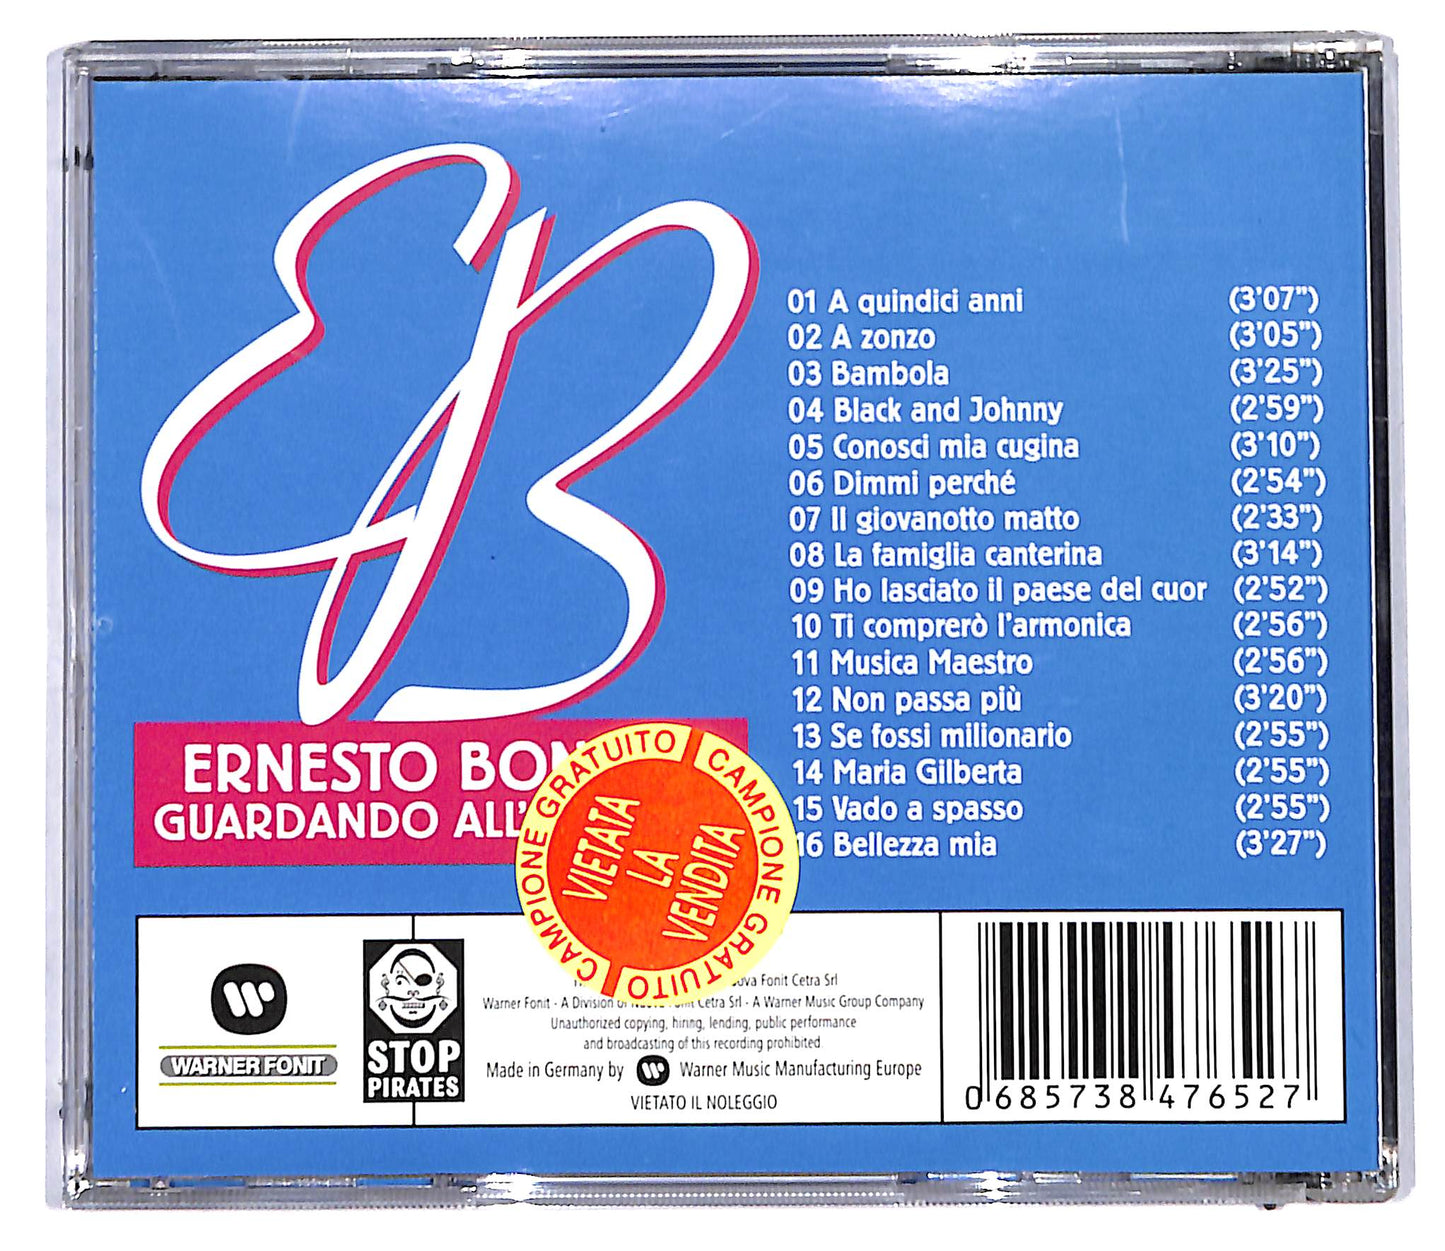 EB
01 A quindici anni (3'07")
02 A zonzo (3'05")
03 Bambola (3'25")
04 Black and Johnny (2'59")
05 Conosci mia cugina (3'10")
06 Dimmi perché (2'54")
07 Il giovanotto matto (2'33")
08 La famiglia canterina (3'14")
09 Ho lasciato il paese del cuor (2'52")
10 Ti comprerò l'armonica (2'56")
11 Musica Maestro (2'56")
12 Non passa più (3'20")
13 Se fossi milionario (2'55")
14 Maria Gilberta (2'55")
15 Vado a spasso (2'55")
16 Bellezza mia (3'27")
ERNESTO BON
GUARDANDO ALL'
CAMPIONE GRATUITO
CAMPIONE GRATUITO
VIETATA
LA
VENDITA
WARNER FONIT
STOP
PIRATES
Fonit Cetra Srl
Warner Fonit - A Division of Nuova Fonit Cetra Srl - A Warner Music Group Company
Unauthorized copying, hiring, lending, public performance
and broadcasting of this recording prohibited
Made in Germany by Warner Music Manufacturing Europe
VIETATO IL NOLEGGIO
0 685738 476527